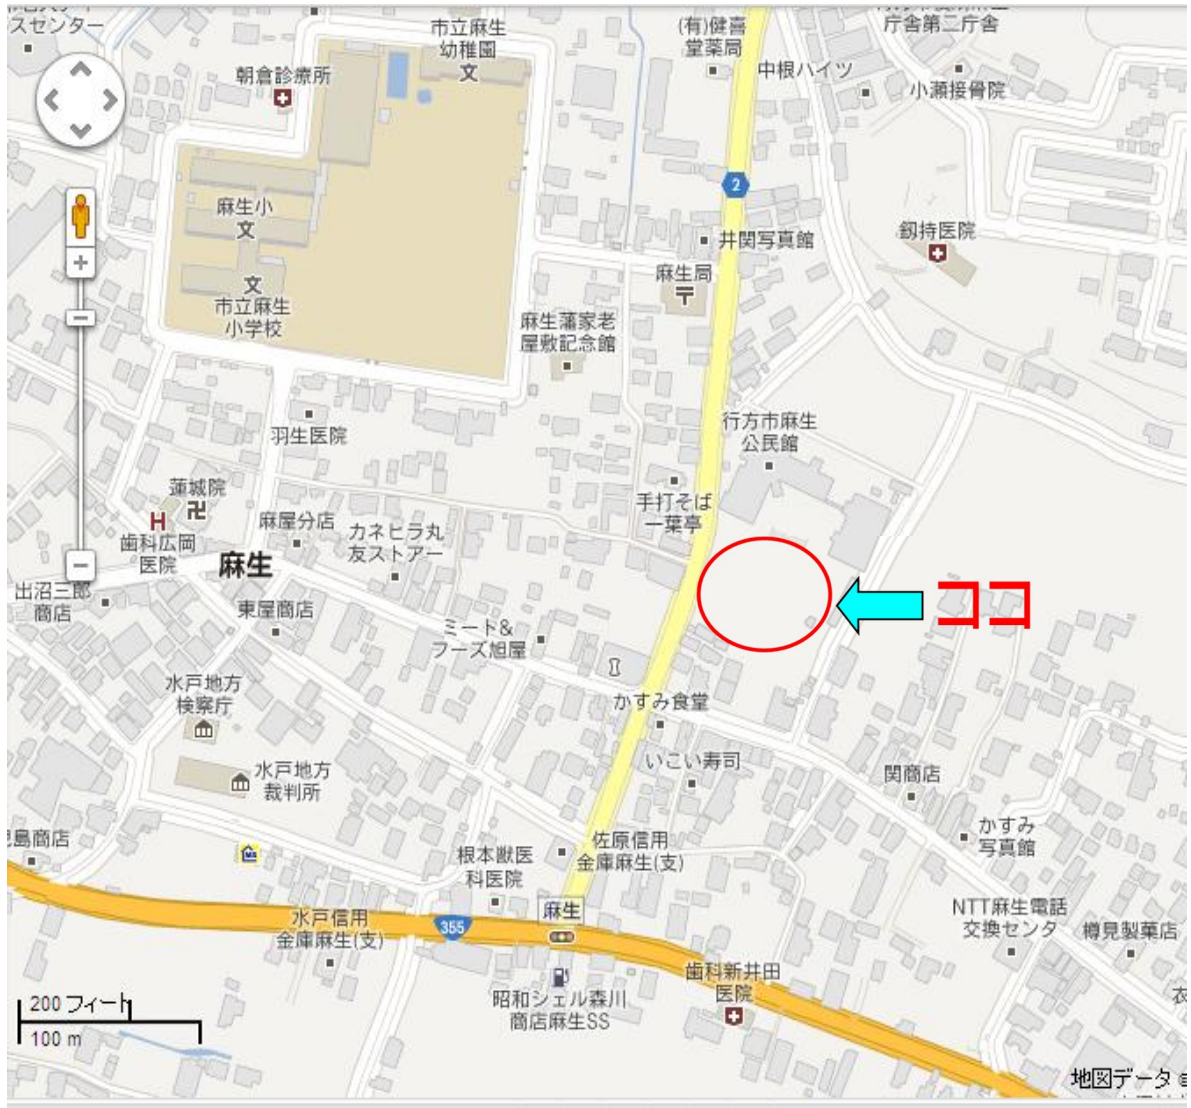 スセンター
市立麻生
幼稚園
文
(有)健喜
堂薬局
庁舎第二庁舎
朝倉診療所
中根ハイツ
小瀬接骨院
2
麻生小
文
文
市立麻生
小学校
井関写真館
釼持医院
麻生局
〒
麻生藩家老
屋敷記念館
羽生医院
行方市麻生
公民館
蓮城院
卍
H
歯科広岡
医院
麻屋分店
カネヒラ丸
友ストアー
手打そば
一葉亭
麻生
出沼三郎
商店
東屋商店
ミート&
フーズ旭屋
ココ
水戸地方
検察庁
かすみ食堂
いこい寿司
水戸地方
裁判所
関商店
島商店
佐原信用
金庫麻生(支)
根本獣医
科医院
かすみ
写真館
麻生
水戸信用
金庫麻生(支)
355
NTT麻生電話
交換センタ
樽見製菓店
歯科新井田
医院
昭和シェル森川
商店麻生SS
衣
200 フィート
100 m
地図データ